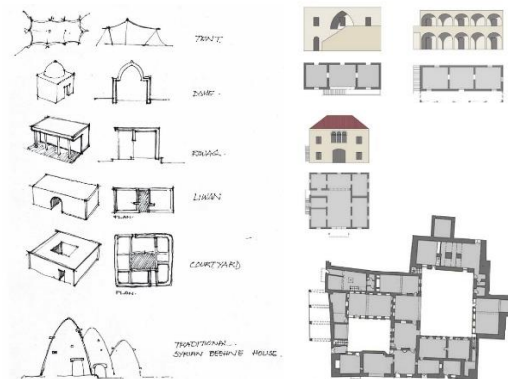 TENT
DOME.
RIWAQ.
LIWAN
PLAN.
COURTYARD
PLAN.
TRADITIONAL
SYRIAN BEEHIVE HOUSE.